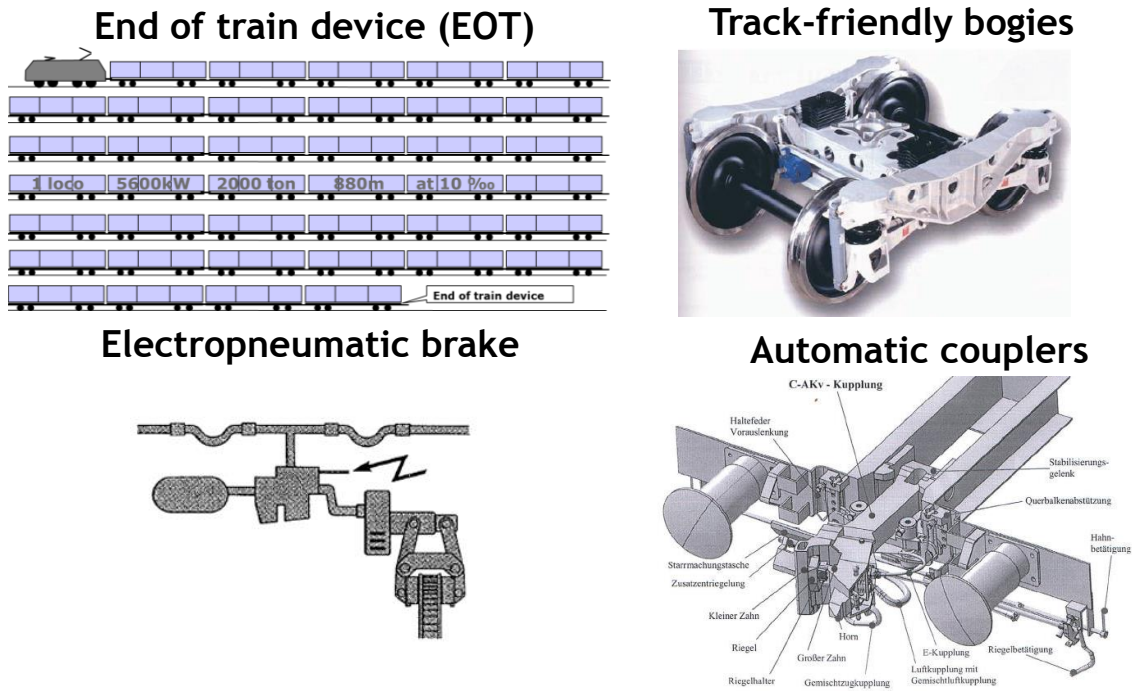 End of train device (EOT)
1 loco 5600kW 2000 ton 880m at 10 ‰
End of train device
Track-friendly bogies
Electropneumatic brake
Automatic couplers
C-AKv - Kupplung
Haltefeder
Vorauslenkung
Stabilisierungs-
gelenk
Querbalkenabstützung
Hahn-
betätigung
Starrmachungstasche
Zusatzentriegelung
Kleiner Zahn
Riegel
Riegelhalter
Großer Zahn
Horn
Gemischtzugkupplung
E-Kupplung
Luftkupplung mit
Gemischtluftkupplung
Riegelbetätigung